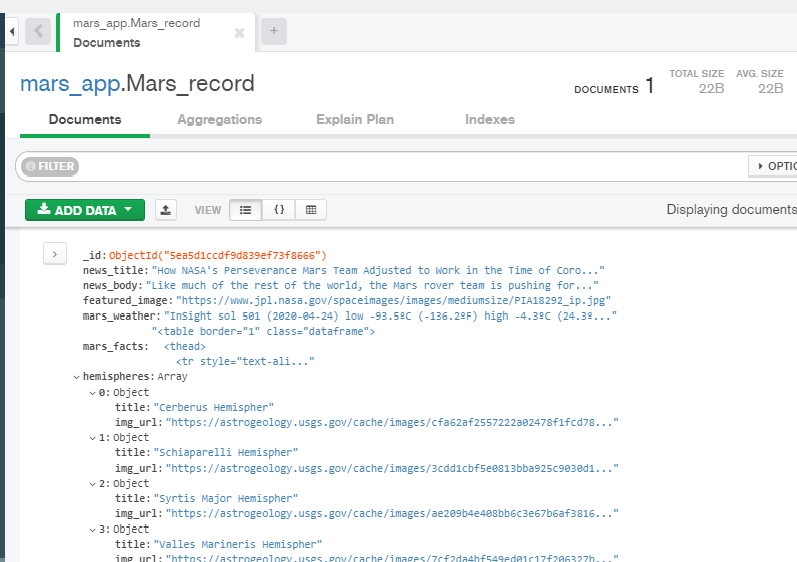 mars_app.Mars_record
Documents
mars_app.Mars_record
DOCUMENTS 1 TOTAL SIZE 22B AVG. SIZE 22B
Documents Aggregations Explain Plan Indexes
FILTER OPTIO
ADD DATA VIEW {} Displaying documents
_id: ObjectId("5ea5d1ccdf9d839ef73f8666")
news_title: "How NASA's Perseverance Mars Team Adjusted to Work in the Time of Coro..."
news_body: "Like much of the rest of the world, the Mars rover team is pushing for..."
featured_image: "https://www.jpl.nasa.gov/spaceimages/images/mediumsize/PIA18292_ip.jpg"
mars_weather: "InSight sol 501 (2020-04-24) low -93.5ºC (-136.2ºF) high -4.3ºC (24.3º..."
"<table border="1" class="dataframe">
mars_facts: <thead>
<tr style="text-ali..."
hemispheres: Array
0: Object
title: "Cerberus Hemispher"
img_url: "https://astrogeology.usgs.gov/cache/images/cfa62af2557222a02478f1fcd78..."
1: Object
title: "Schiaparelli Hemispher"
img_url: "https://astrogeology.usgs.gov/cache/images/3cdd1cbf5e0813bba925c9030d1..."
2: Object
title: "Syrtis Major Hemispher"
img_url: "https://astrogeology.usgs.gov/cache/images/ae209b4e408bb6c3e67b6af3816..."
3: Object
title: "Valles Marineris Hemispher"
img_url: "https://astrogeology.usgs.gov/cache/images/7cf2da4bf549ed01c17f206327b..."